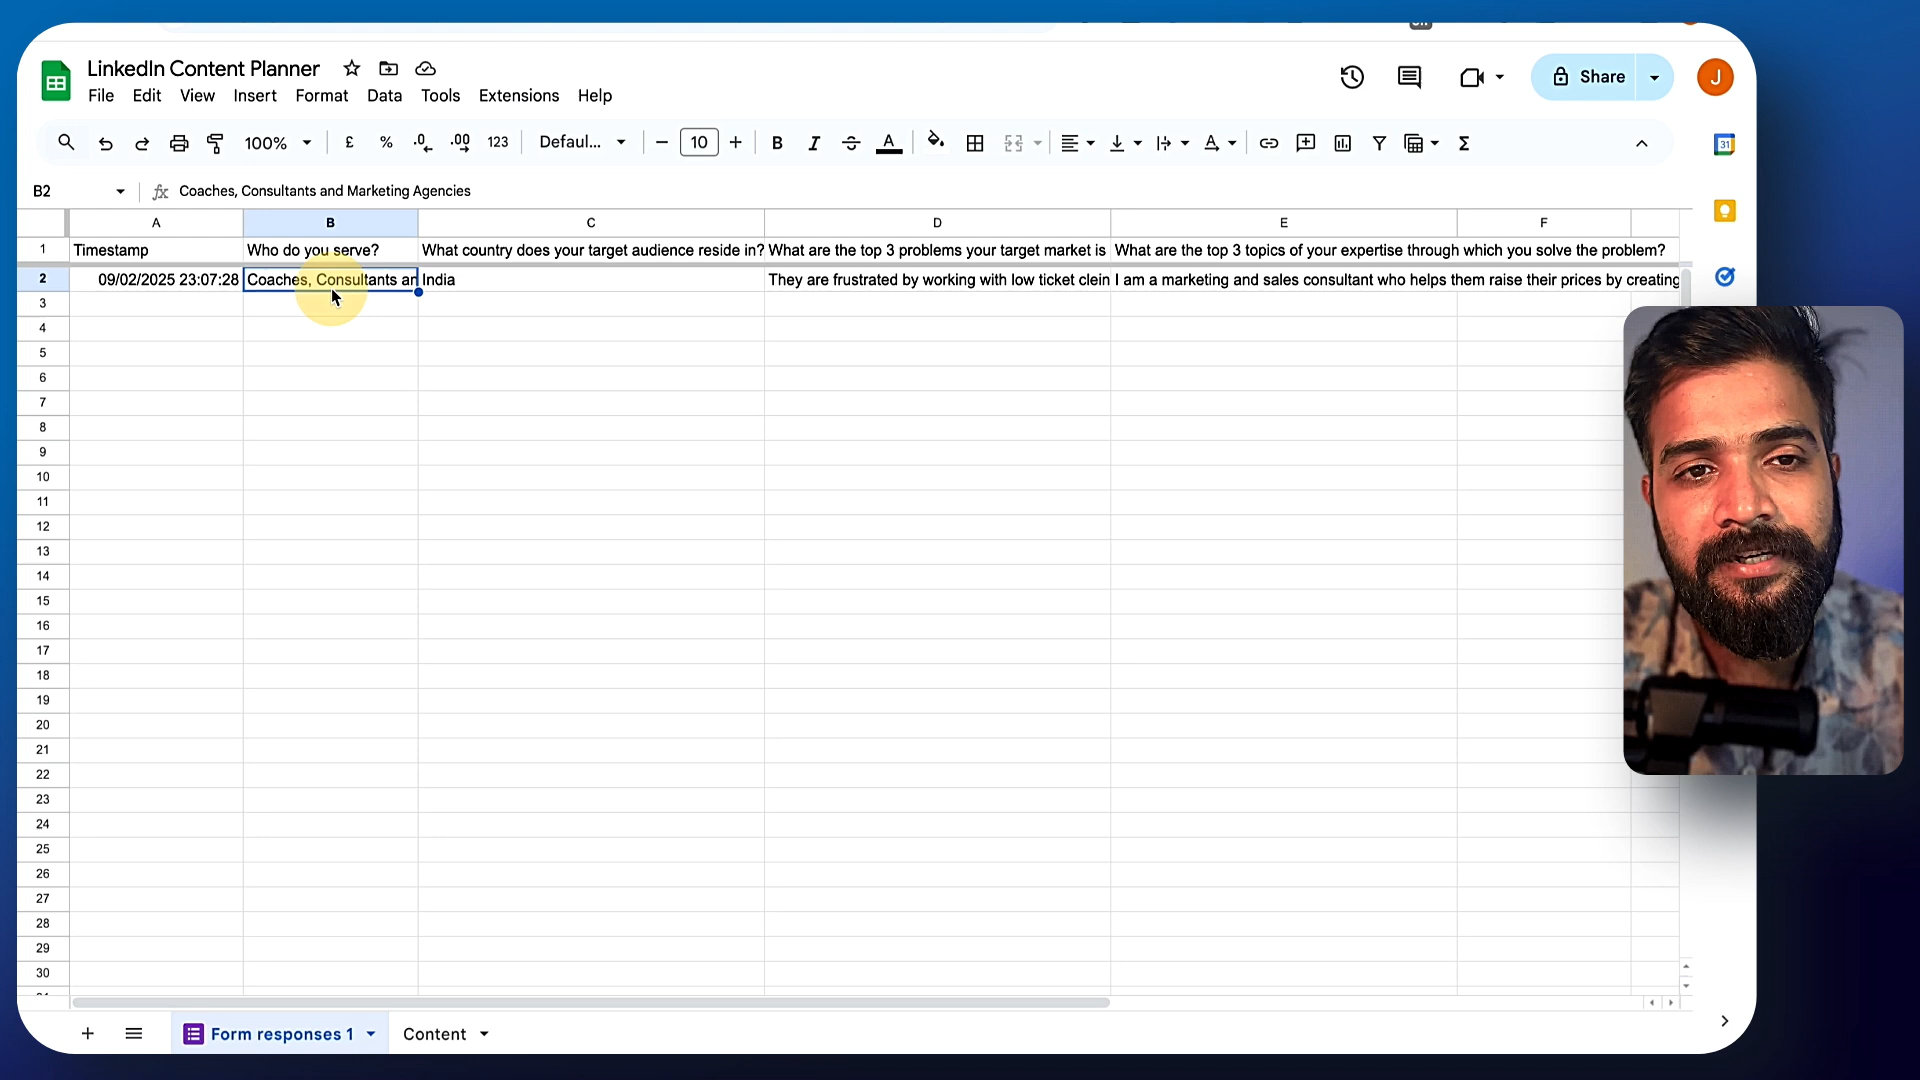 LinkedIn Content Planner
File Edit View Insert Format Data Tools Extensions Help
Share
J
100% £ % .0 .00 123 Defaul... 10 B I A Σ
31
B2 fx Coaches, Consultants and Marketing Agencies
A B C D E F
1 Timestamp Who do you serve? What country does your target audience reside in? What are the top 3 problems your target market is What are the top 3 topics of your expertise through which you solve the problem?
2 09/02/2025 23:07:28 Coaches, Consultants an India They are frustrated by working with low ticket clein I am a marketing and sales consultant who helps them raise their prices by creating
3
4
5
6
7
8
9
10
11
12
13
14
15
16
17
18
19
20
21
22
23
24
25
26
27
28
29
30
Form responses 1 Content